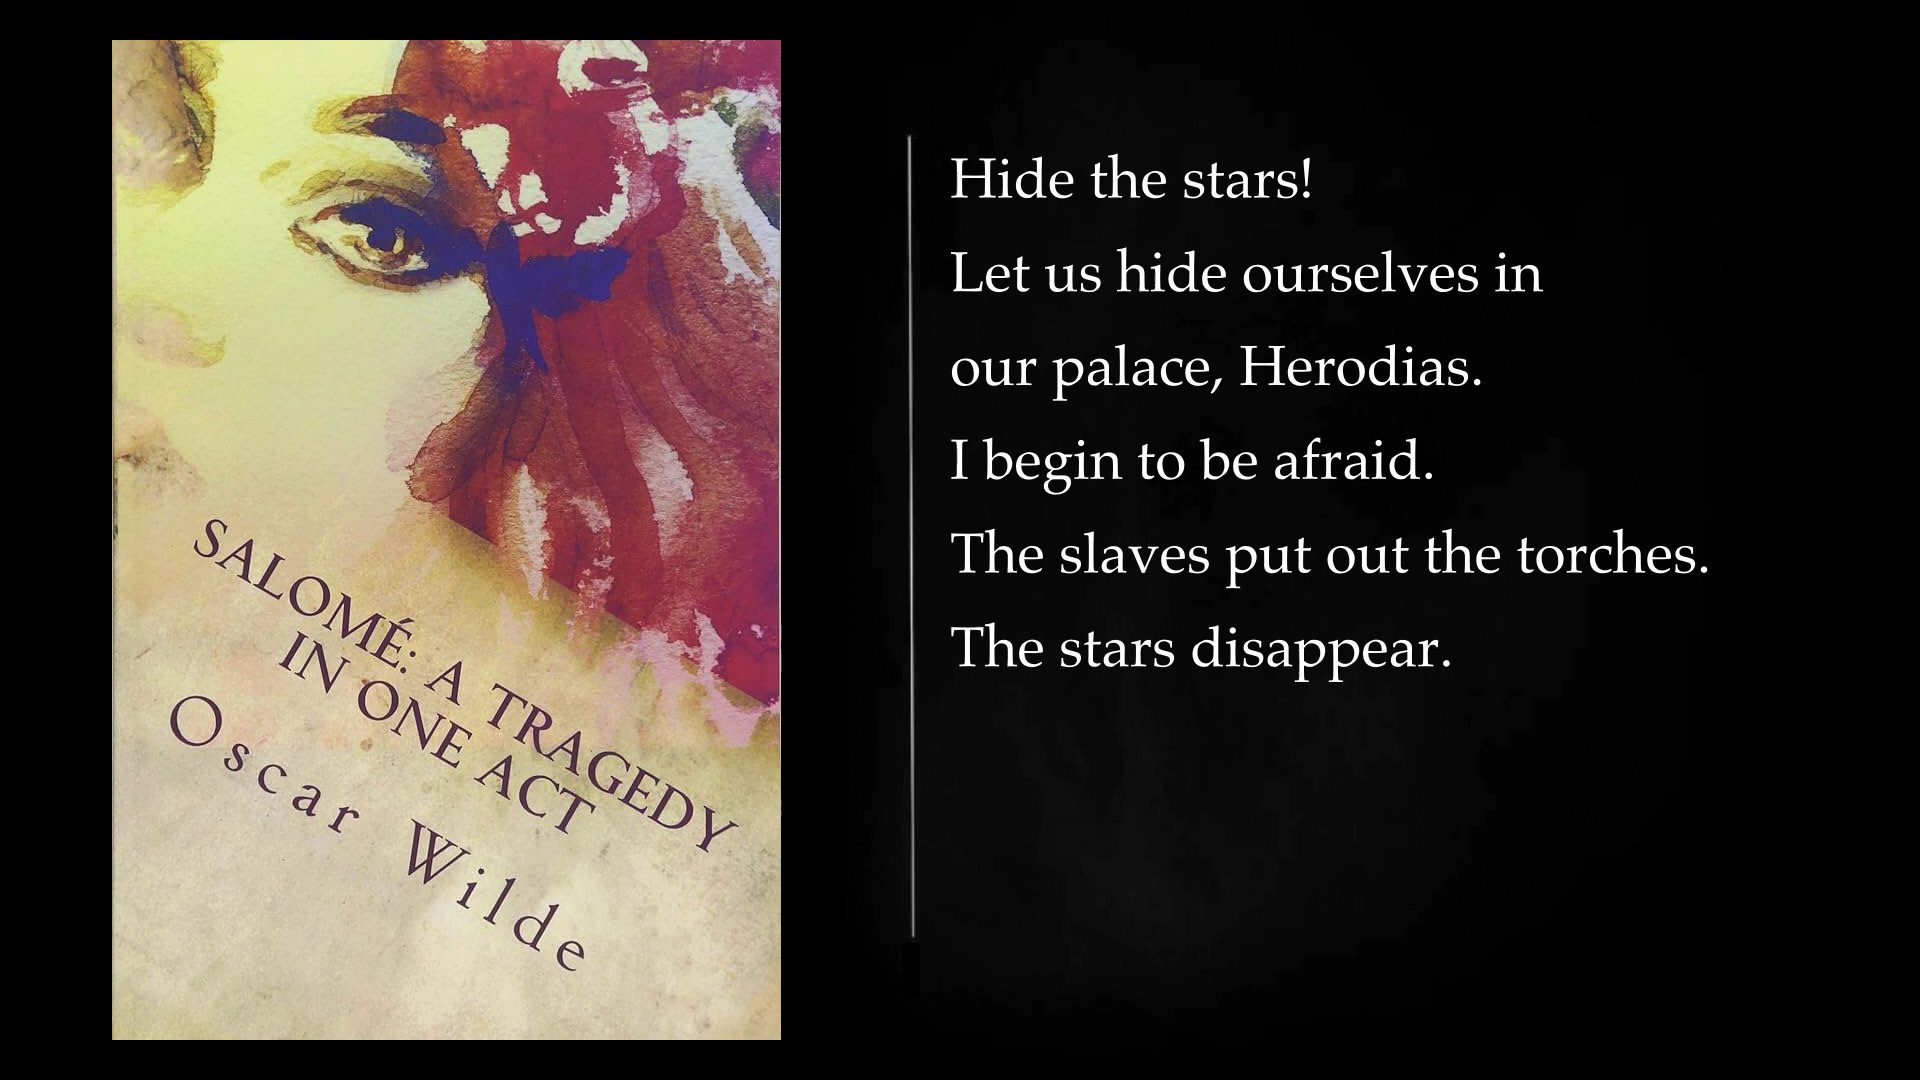 SALOMÉ: A TRAGEDY
IN ONE ACT
Oscar Wilde
Hide the stars!
Let us hide ourselves in
our palace, Herodias.
I begin to be afraid.
The slaves put out the torches.
The stars disappear.